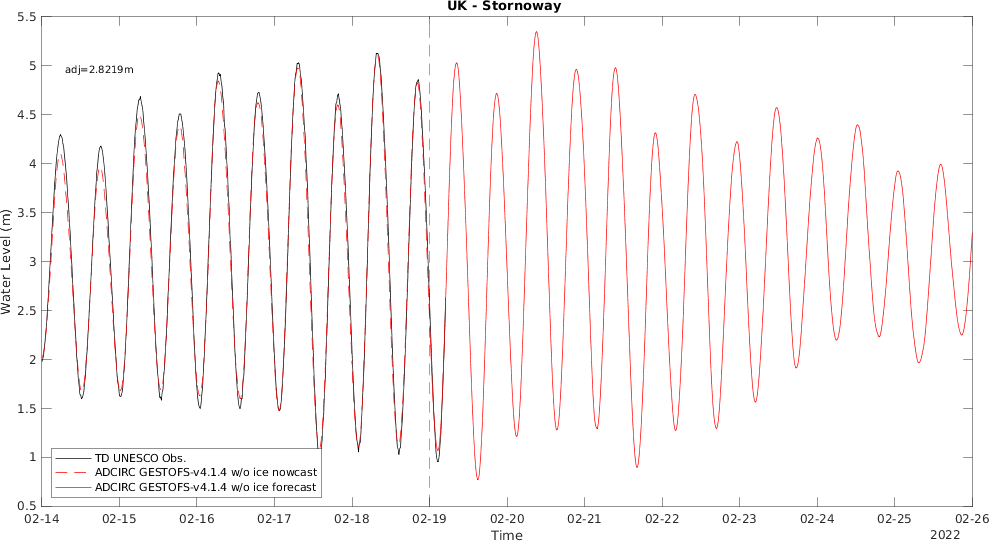 UK - Stornoway
5.5
5
4.5
4
3.5
3
2.5
2
1.5
1
0.5
Water Level (m)
adj=2.8219m
TD UNESCO Obs.
ADCIRC GESTOFS-v4.1.4 w/o ice nowcast
ADCIRC GESTOFS-v4.1.4 w/o ice forecast
02-14 02-15 02-16 02-17 02-18 02-19 02-20 02-21 02-22 02-23 02-24 02-25 02-26
Time
2022